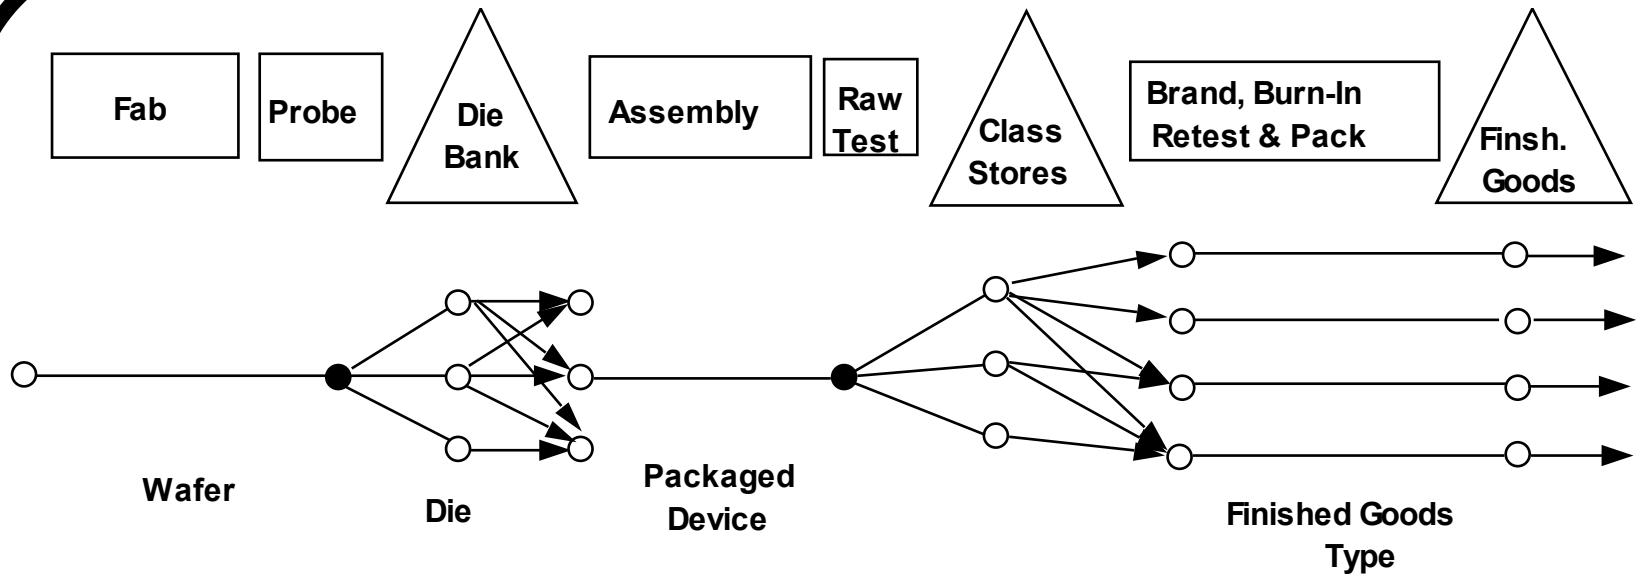 Fab
Probe
Die
Bank
Assembly
Raw
Test
Class
Stores
Brand, Burn-In
Retest & Pack
Finsh.
Goods
Wafer
Die
Packaged
Device
Finished Goods
Type